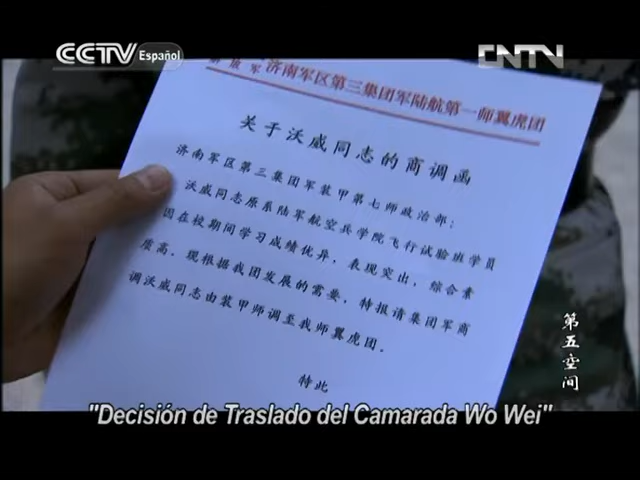 CCTV Español
CNTN
放军济南军区第三集团军陆航第一师翼虎团
关于沃威同志的商调函
济南军区第三集团军装甲第七师政治部：
沃威同志原系陆军航空兵学院飞行试验班学员
因在校期间学习成绩优异，表现突出，综合素
质高。现根据我团发展的需要，特报请集团军商
调沃威同志由装甲师调至我师翼虎团。
特此
第五空间
"Decisión de Traslado del Camarada Wo Wei"